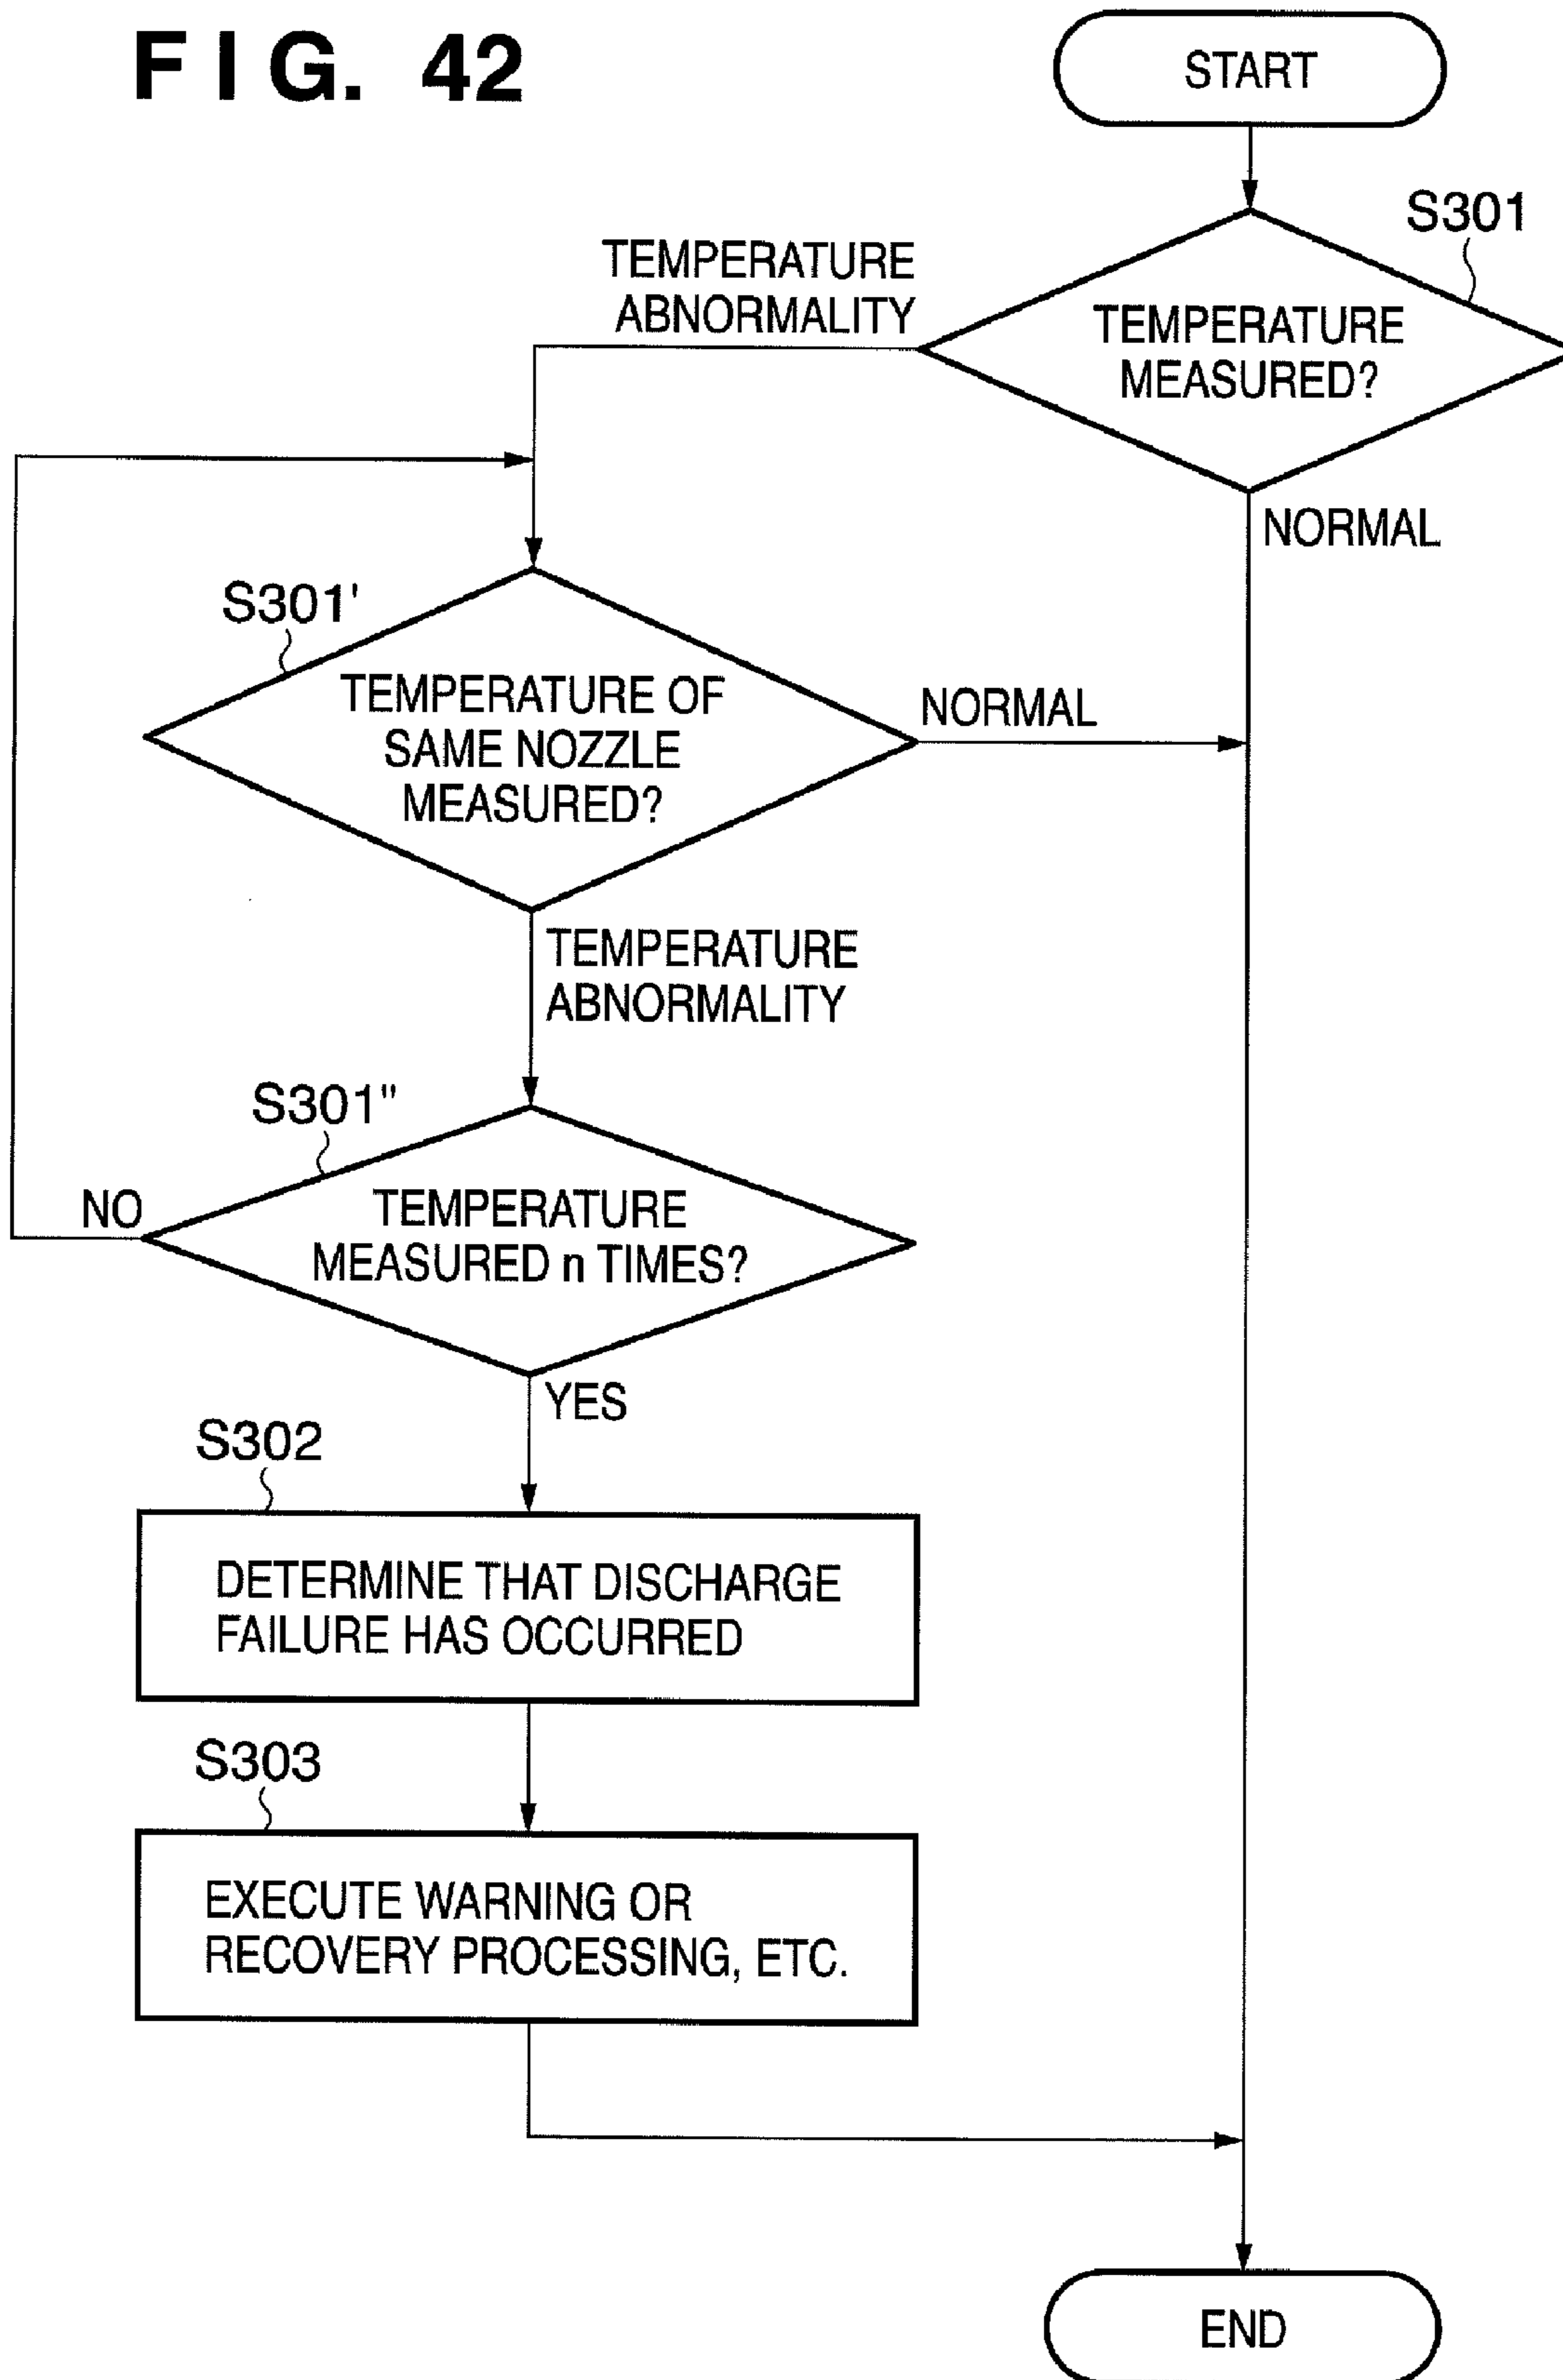 FIG. 42
START
S301
TEMPERATURE
ABNORMALITY
TEMPERATURE
MEASURED?
NORMAL
S301'
TEMPERATURE OF
SAME NOZZLE
MEASURED?
NORMAL
TEMPERATURE
ABNORMALITY
S301"
NO
TEMPERATURE
MEASURED n TIMES?
YES
S302
DETERMINE THAT DISCHARGE
FAILURE HAS OCCURRED
S303
EXECUTE WARNING OR
RECOVERY PROCESSING, ETC.
END